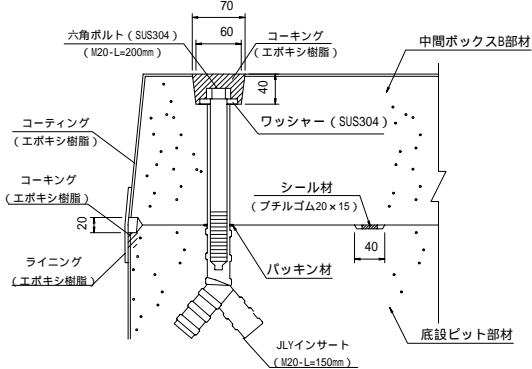 70
60
六角ボルト(SUS304)
(M20-L=200mm)
コーキング
(エポキシ樹脂)
中間ボックスB部材
40
ワッシャー(SUS304)
コーティング
(エポキシ樹脂)
コーキング
(エポキシ樹脂)
20
シール材
(ブチルゴム20×15)
40
パッキン材
ライニング
(エポキシ樹脂)
底設ピット部材
JLYインサート
(M20-L=150mm)